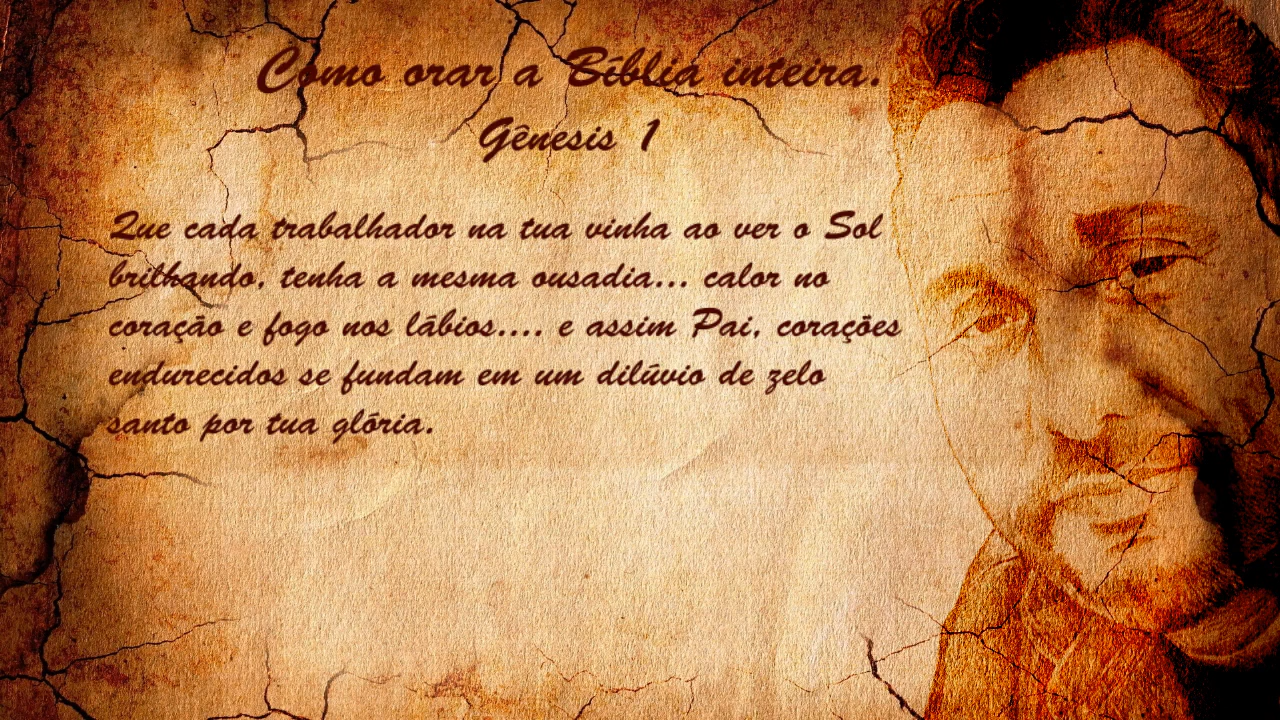 Como orar a Bíblia inteira.
Gênesis 1
Que cada trabalhador na tua vinha ao ver o Sol
brilhando, tenha a mesma ousadia... calor no
coração e fogo nos lábios.... e assim Pai, corações
endurecidos se fundam em um dilúvio de zelo
santo por tua glória.